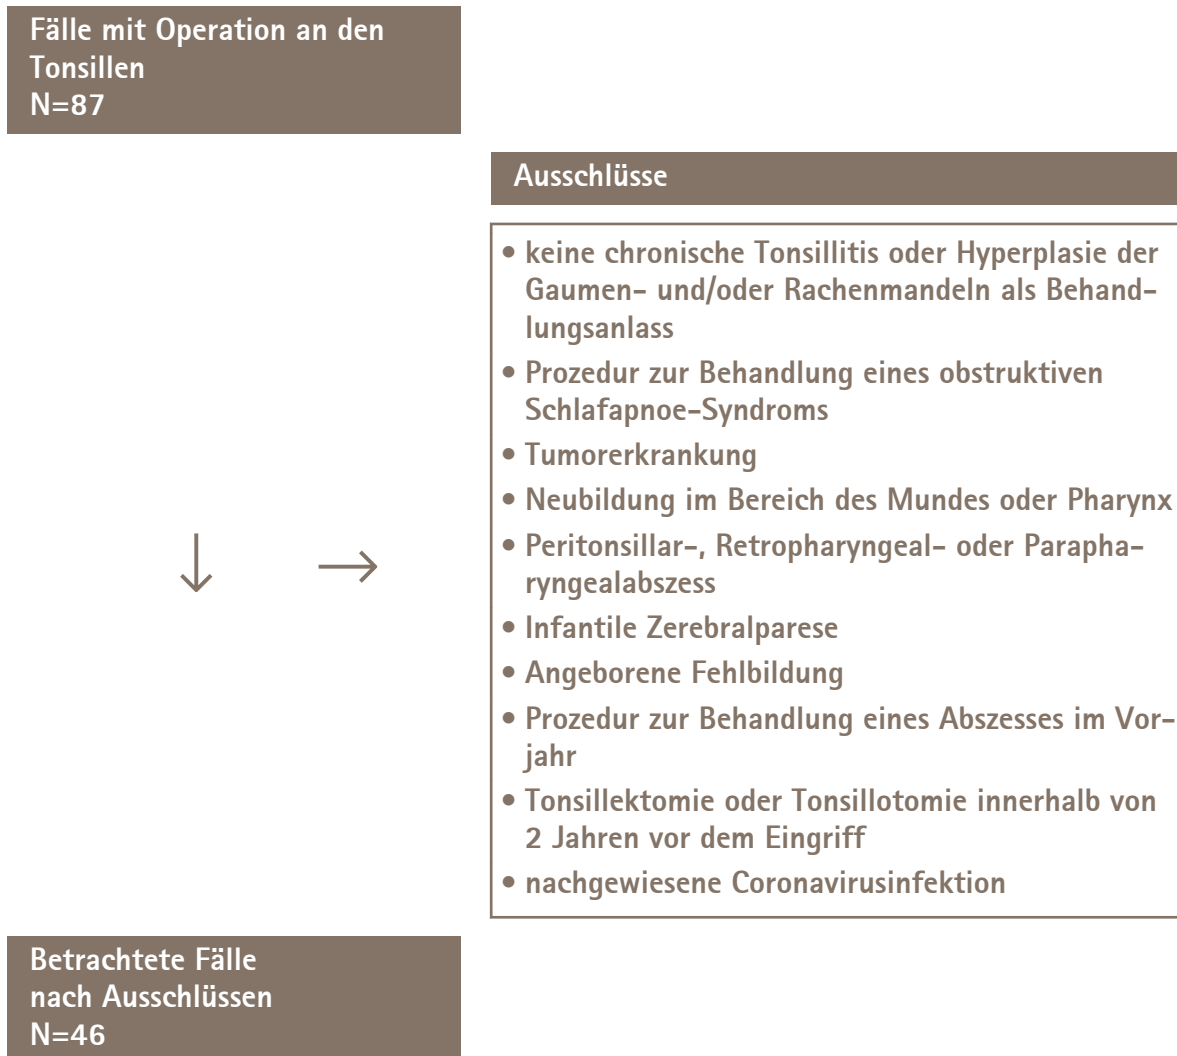 Fälle mit Operation an den
Tonsillen
N=87
Ausschlüsse
• keine chronische Tonsillitis oder Hyperplasie der
Gaumen- und/oder Rachenmandeln als Behand-
lungsanlass
• Prozedur zur Behandlung eines obstruktiven
Schlafapnoe-Syndroms
• Tumorerkrankung
• Neubildung im Bereich des Mundes oder Pharynx
• Peritonsillar-, Retropharyngeal- oder Parapha-
ryngealabszess
• Infantile Zerebralparese
• Angeborene Fehlbildung
• Prozedur zur Behandlung eines Abszesses im Vor-
jahr
• Tonsillektomie oder Tonsillotomie innerhalb von
2 Jahren vor dem Eingriff
• nachgewiesene Coronavirusinfektion
Betrachtete Fälle
nach Ausschlüssen
N=46